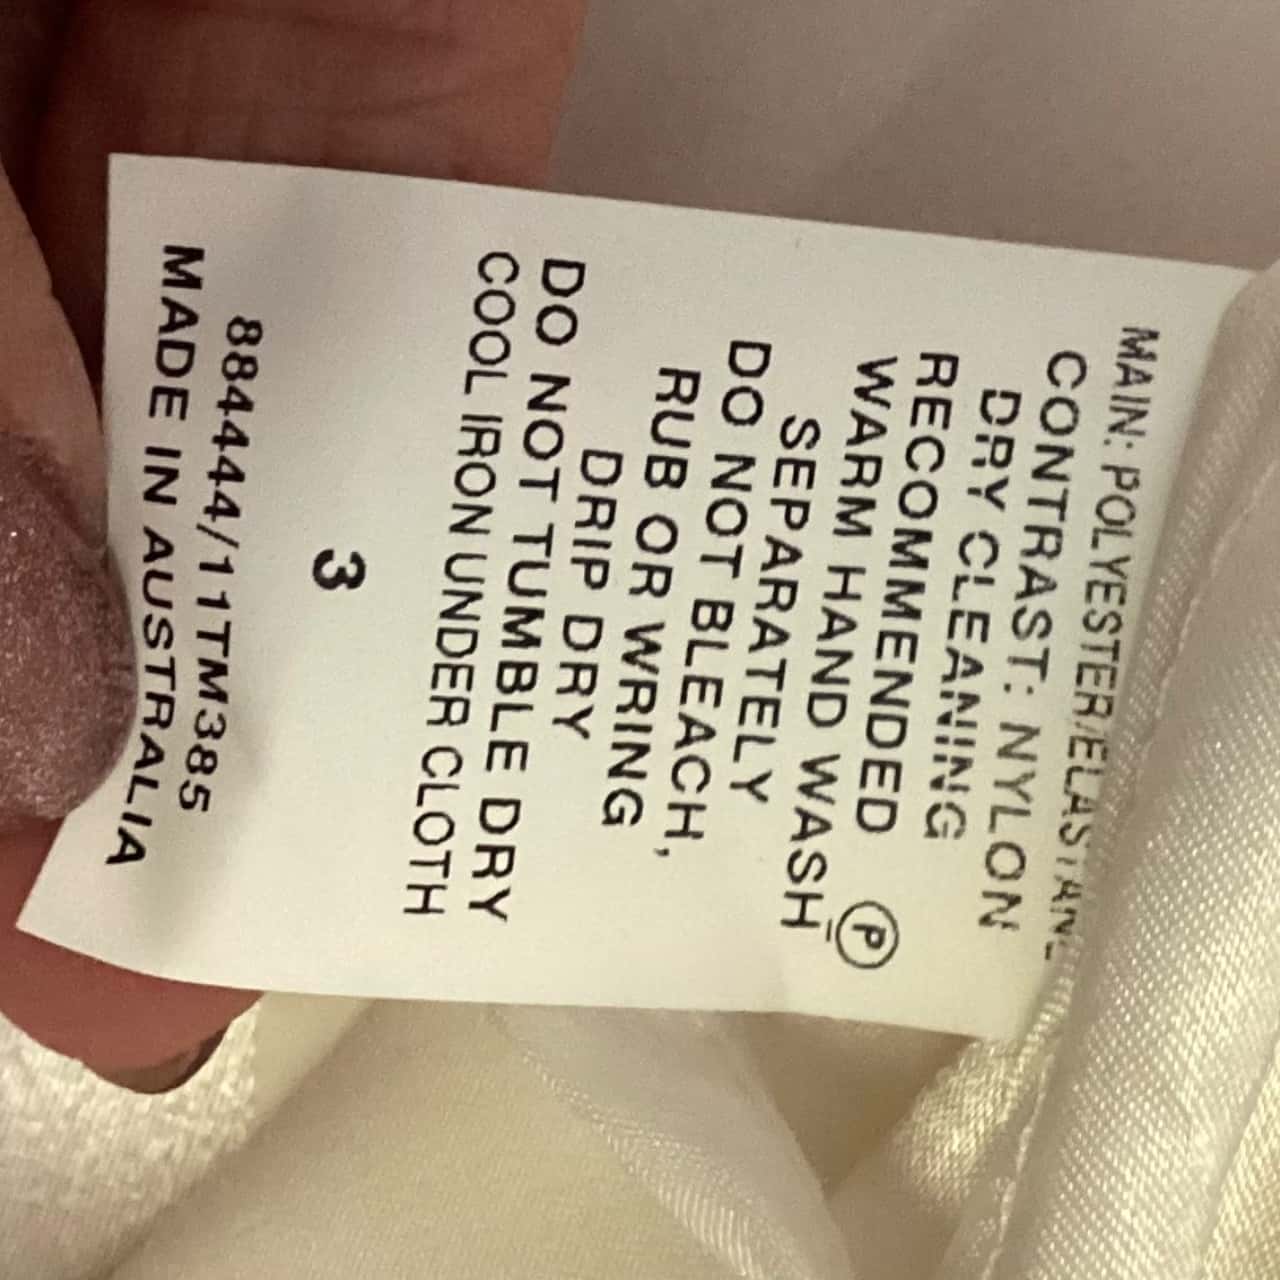 MAIN: POLYESTER/ELASTANE
CONTRAST: NYLON
DRY CLEANING
RECOMMENDED Ⓟ
WARM HAND WASH
SEPARATELY
DO NOT BLEACH,
RUB OR WRING
DRIP DRY
DO NOT TUMBLE DRY
COOL IRON UNDER CLOTH
3
884444/11TM385
MADE IN AUSTRALIA